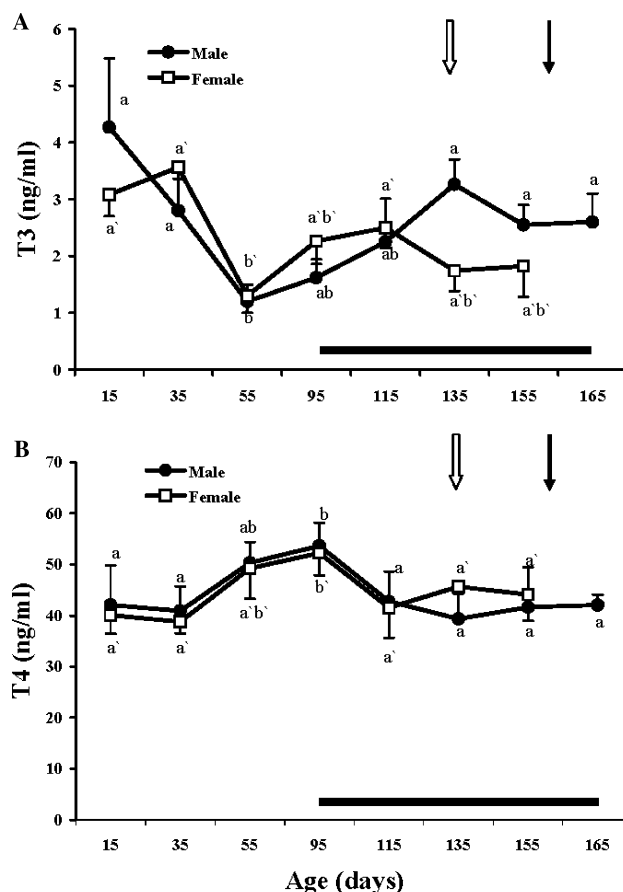 A
6
5
4
3
2
1
0
T3 (ng/ml)
Male
Female
a
a`
a`
a
b`
b
a`b`
ab
a`
ab
a
a`b`
a
a`b`
a
15 35 55 95 115 135 155 165
B
70
60
50
40
30
20
10
0
T4 (ng/ml)
Male
Female
a
a`
a
a`
ab
a`b`
b
b`
a
a`
a`
a
a`
a
a
15 35 55 95 115 135 155 165
Age (days)